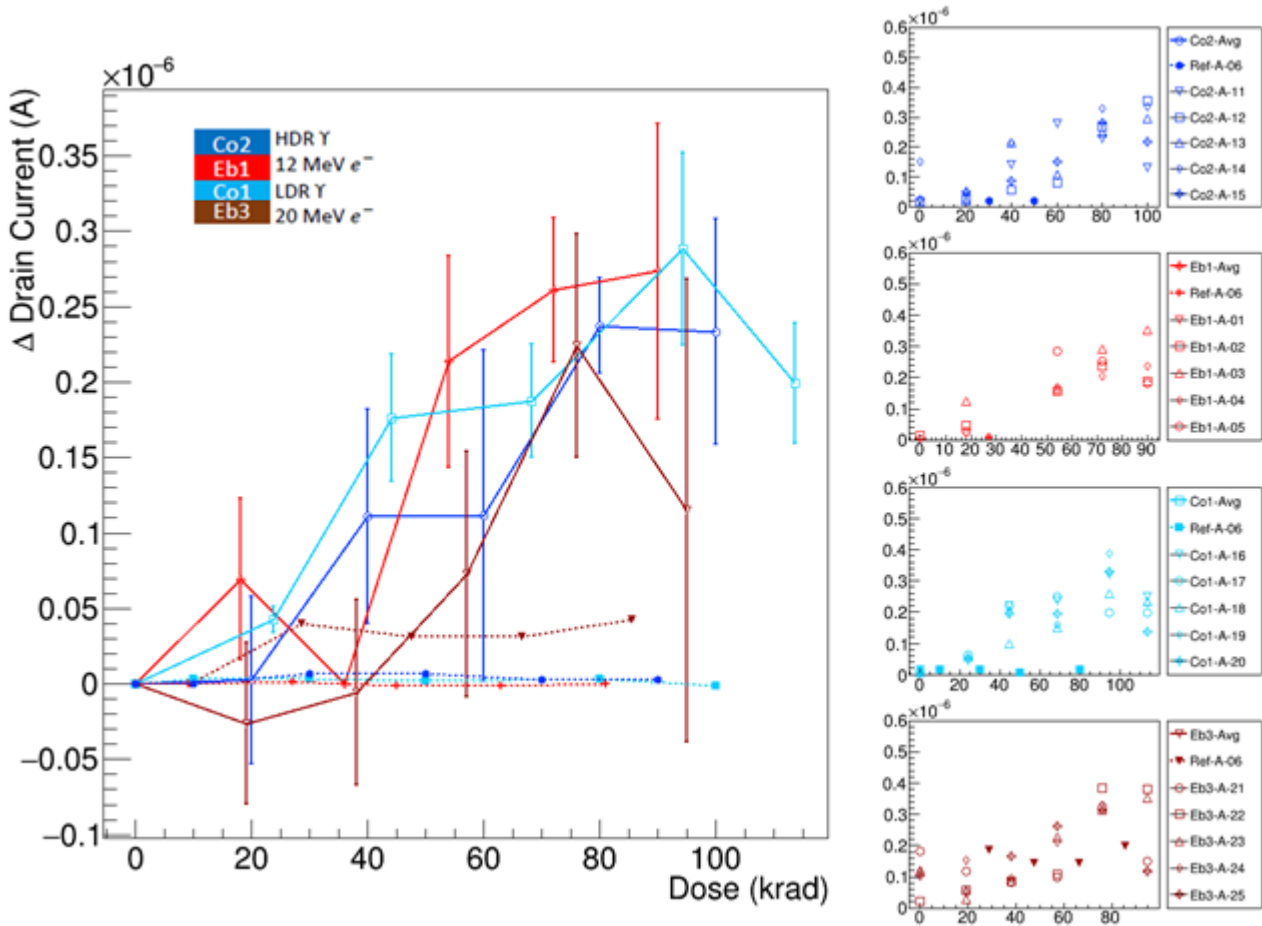 ×10⁻⁶
Δ Drain Current (A)
0.35
0.3
0.25
0.2
0.15
0.1
0.05
0
−0.05
−0.1
0 20 40 60 80 100
Dose (krad)
Co2 HDR ϒ
Eb1 12 MeV e⁻
Co1 LDR ϒ
Eb3 20 MeV e⁻
×10⁻⁶
0.6
0.5
0.4
0.3
0.2
0.1
0
0 20 40 60 80 100
Co2-Avg
Ref-A-06
Co2-A-11
Co2-A-12
Co2-A-13
Co2-A-14
Co2-A-15
×10⁻⁶
0.6
0.5
0.4
0.3
0.2
0.1
0
0 10 20 30 40 50 60 70 80 90
Eb1-Avg
Ref-A-06
Eb1-A-01
Eb1-A-02
Eb1-A-03
Eb1-A-04
Eb1-A-05
×10⁻⁶
0.6
0.5
0.4
0.3
0.2
0.1
0
0 20 40 60 80 100
Co1-Avg
Ref-A-06
Co1-A-16
Co1-A-17
Co1-A-18
Co1-A-19
Co1-A-20
×10⁻⁶
0.6
0.5
0.4
0.3
0.2
0.1
0
0 20 40 60 80
Eb3-Avg
Ref-A-06
Eb3-A-21
Eb3-A-22
Eb3-A-23
Eb3-A-24
Eb3-A-25